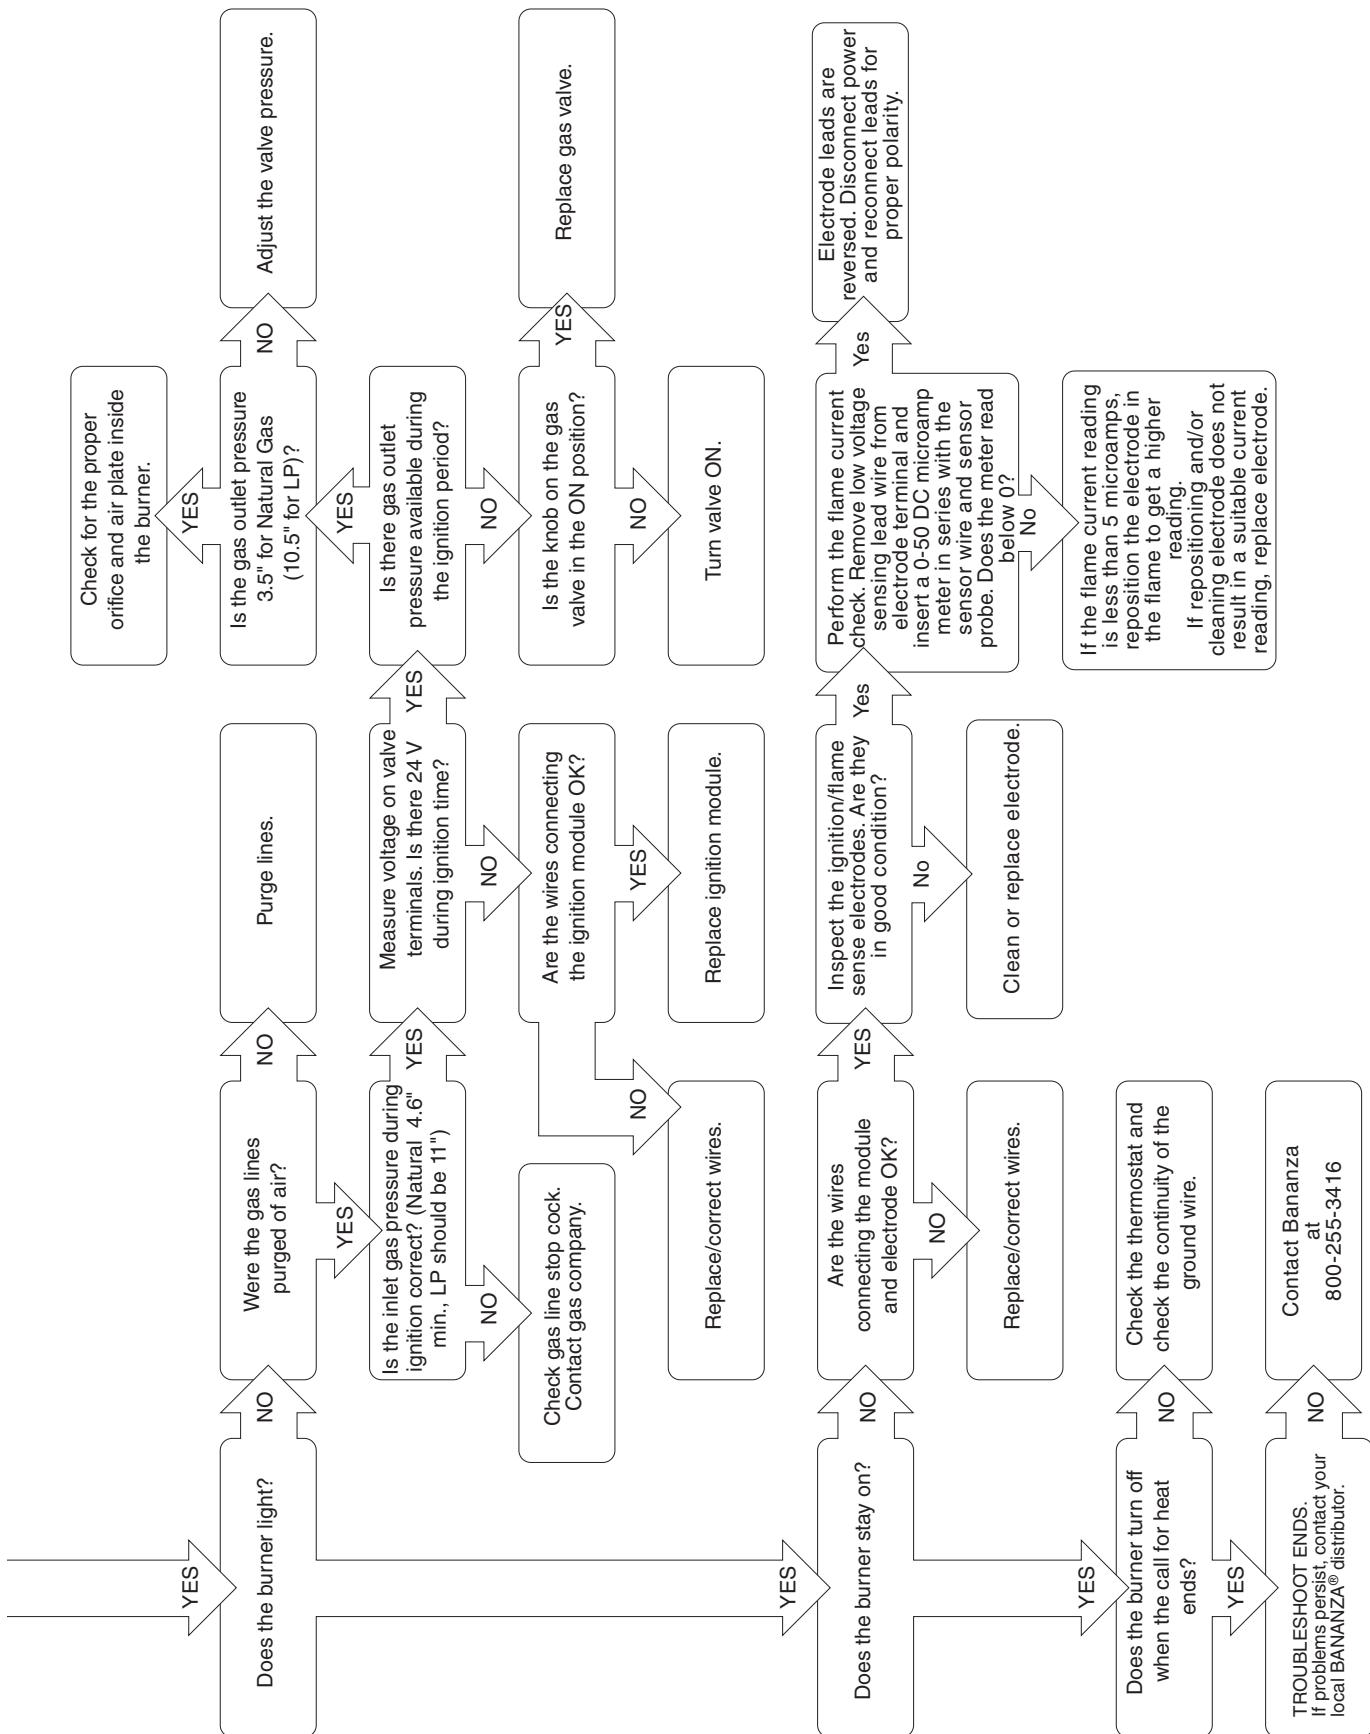 YES
Does the burner light?
NO
Were the gas lines
purged of air?
NO
Purge lines.
YES
Is the inlet gas pressure during
ignition correct? (Natural  4.6"
min., LP should be 11")
NO
Check gas line stop cock.
Contact gas company.
YES
Measure voltage on valve
terminals. Is there 24 V
during ignition time?
NO
Are the wires connecting
the ignition module OK?
NO
Replace/correct wires.
YES
Replace ignition module.
YES
Is there gas outlet
pressure available during
the ignition period?
YES
Is the gas outlet pressure
3.5" for Natural Gas
(10.5" for LP)?
YES
Check for the proper
orifice and air plate inside
the burner.
NO
Adjust the valve pressure.
NO
Is the knob on the gas
valve in the ON position?
YES
Replace gas valve.
NO
Turn valve ON.
YES
Does the burner stay on?
NO
Are the wires
connecting the module
and electrode OK?
NO
Replace/correct wires.
YES
Inspect the ignition/flame
sense electrodes. Are they
in good condition?
No
Clean or replace electrode.
Yes
Perform the flame current
check. Remove low voltage
sensing lead wire from
electrode terminal and
insert a 0-50 DC microamp
meter in series with the
sensor wire and sensor
probe. Does the meter read
below 0?
Yes
Electrode leads are
reversed. Disconnect power
and reconnect leads for
proper polarity.
No
If the flame current reading
is less than 5 microamps,
reposition the electrode in
the flame to get a higher
reading.
If repositioning and/or
cleaning electrode does not
result in a suitable current
reading, replace electrode.
YES
Does the burner turn off
when the call for heat
ends?
NO
Check the thermostat and
check the continuity of the
ground wire.
YES
TROUBLESHOOT ENDS.
If problems persist, contact your
local BANANZA® distributor.
NO
Contact Bananza
at
800-255-3416